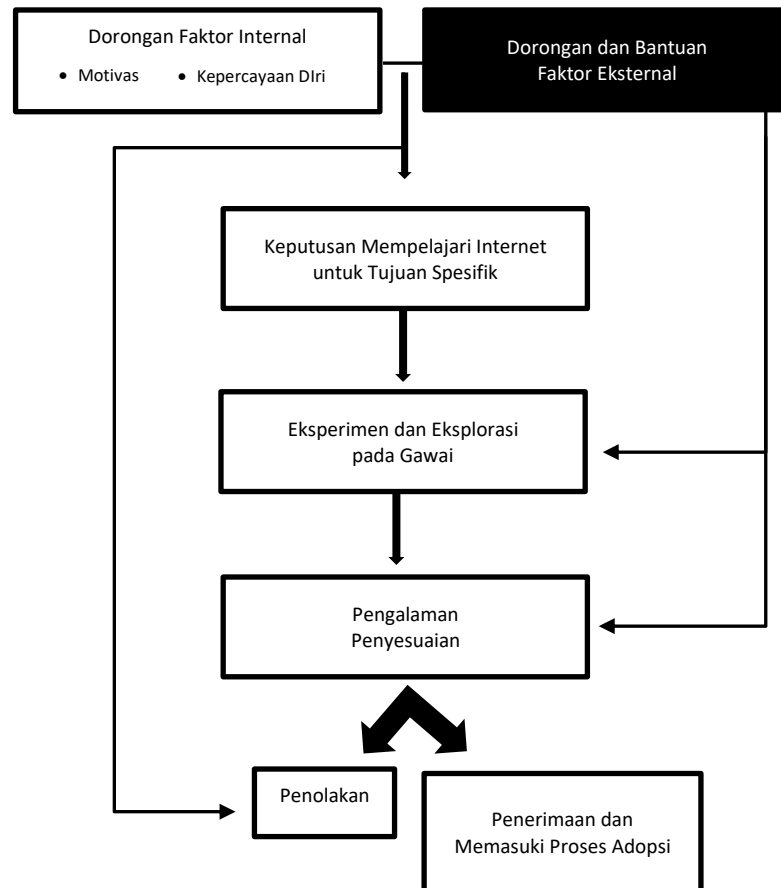 Dorongan Faktor Internal
• Motivas • Kepercayaan DIri
Dorongan dan Bantuan
Faktor Eksternal
Keputusan Mempelajari Internet
untuk Tujuan Spesifik
Eksperimen dan Eksplorasi
pada Gawai
Pengalaman
Penyesuaian
Penolakan
Penerimaan dan
Memasuki Proses Adopsi